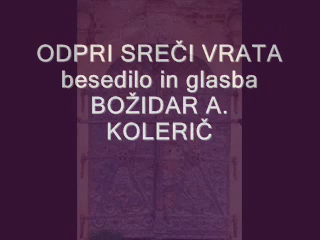 ODPRI SREČI VRATA
besedilo in glasba
BOŽIDAR A.
KOLERIČ